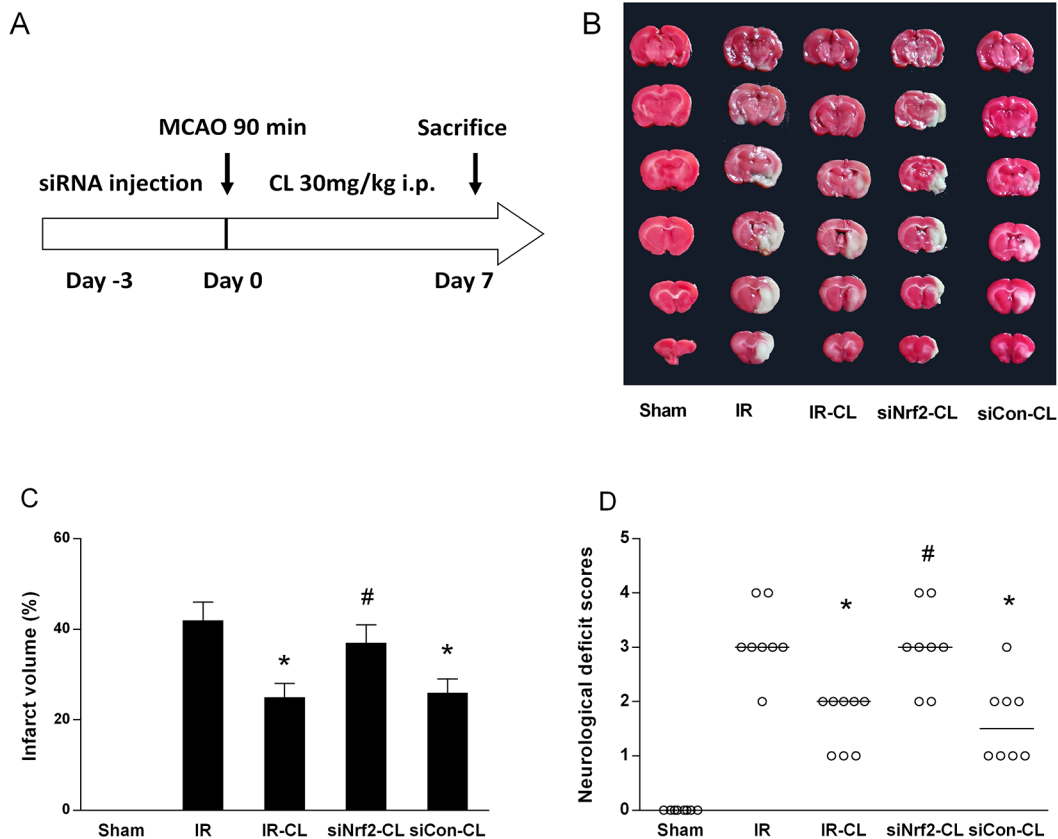 A
MCAO 90 min
Sacrifice
siRNA injection
CL 30mg/kg i.p.
Day -3
Day 0
Day 7
B
Sham
IR
IR-CL
siNrf2-CL
siCon-CL
C
Infarct volume (%)
60
40
20
0
*
#
*
Sham
IR
IR-CL
siNrf2-CL
siCon-CL
D
Neurological deficit scores
5
4
3
2
1
0
*
#
*
Sham
IR
IR-CL
siNrf2-CL
siCon-CL